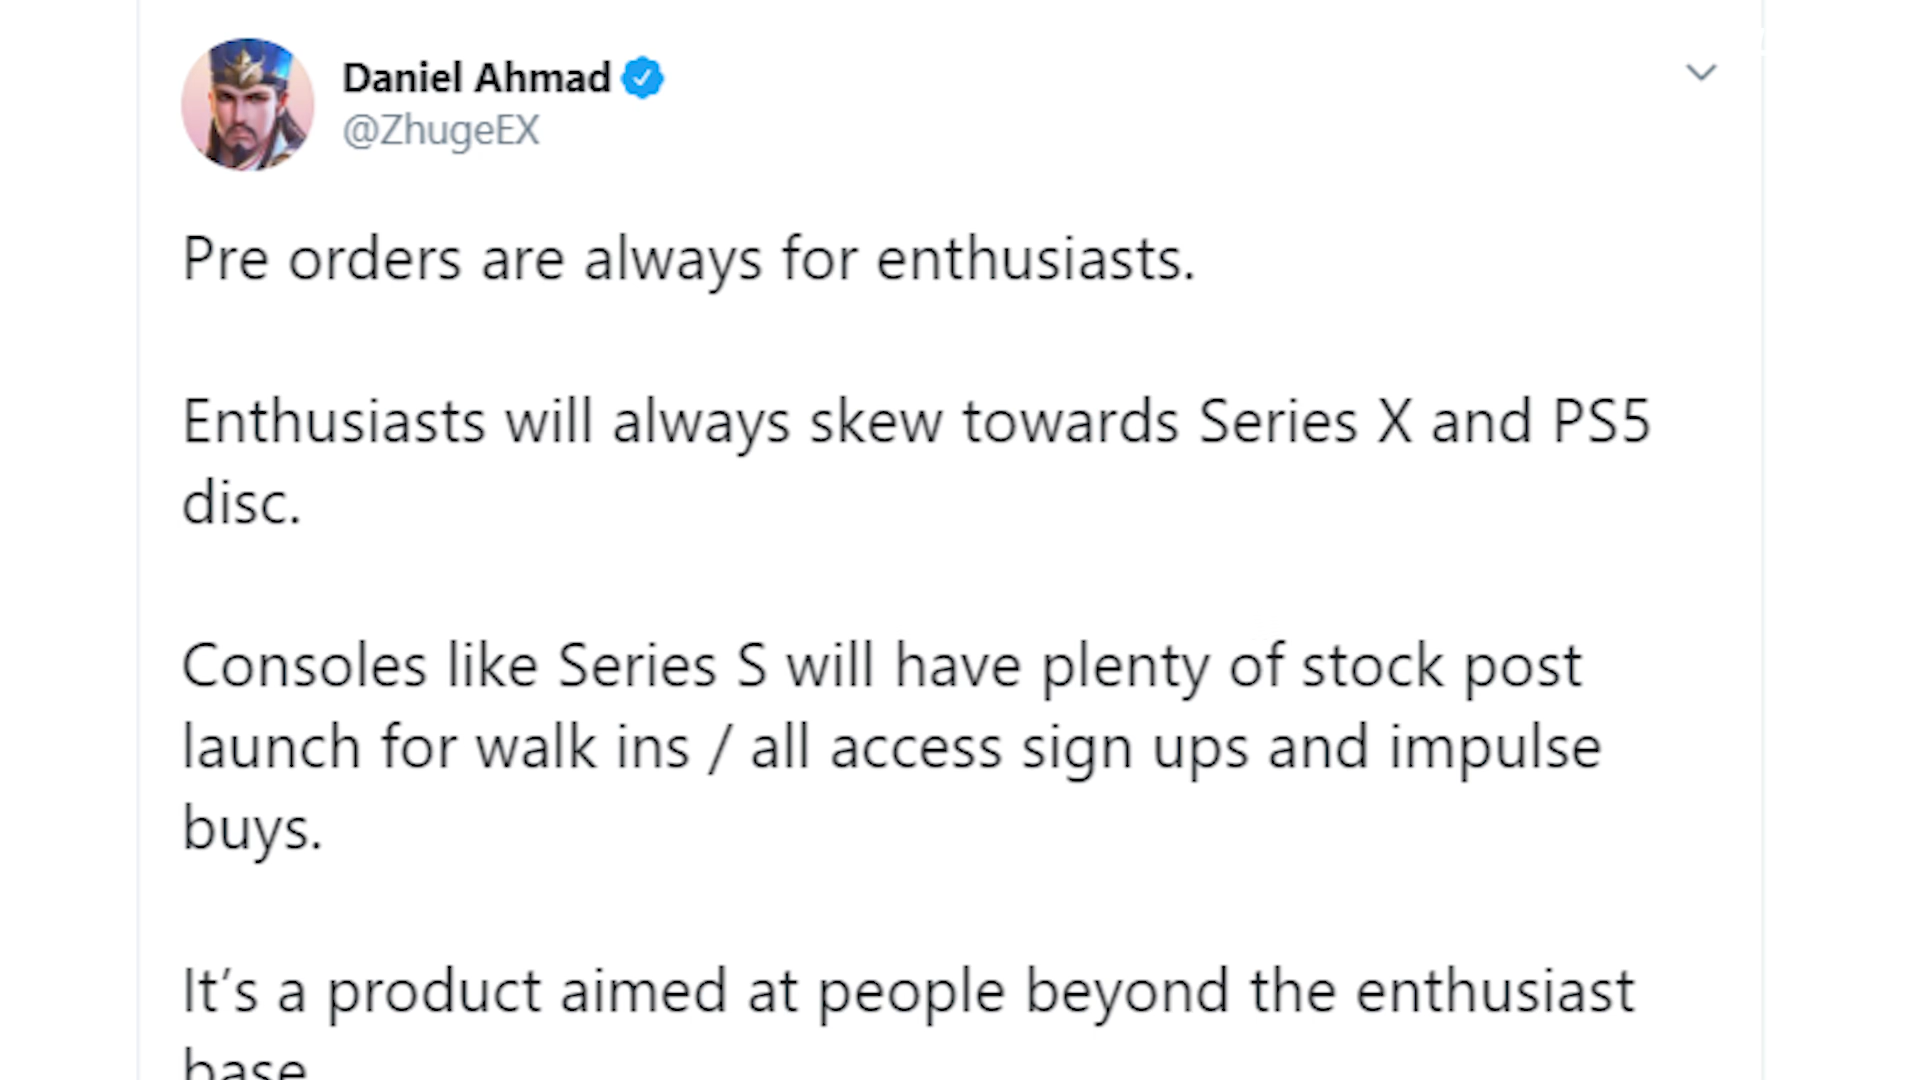 Daniel Ahmad
@ZhugeEX
Pre orders are always for enthusiasts.
Enthusiasts will always skew towards Series X and PS5
disc.
Consoles like Series S will have plenty of stock post
launch for walk ins / all access sign ups and impulse
buys.
It’s a product aimed at people beyond the enthusiast
base